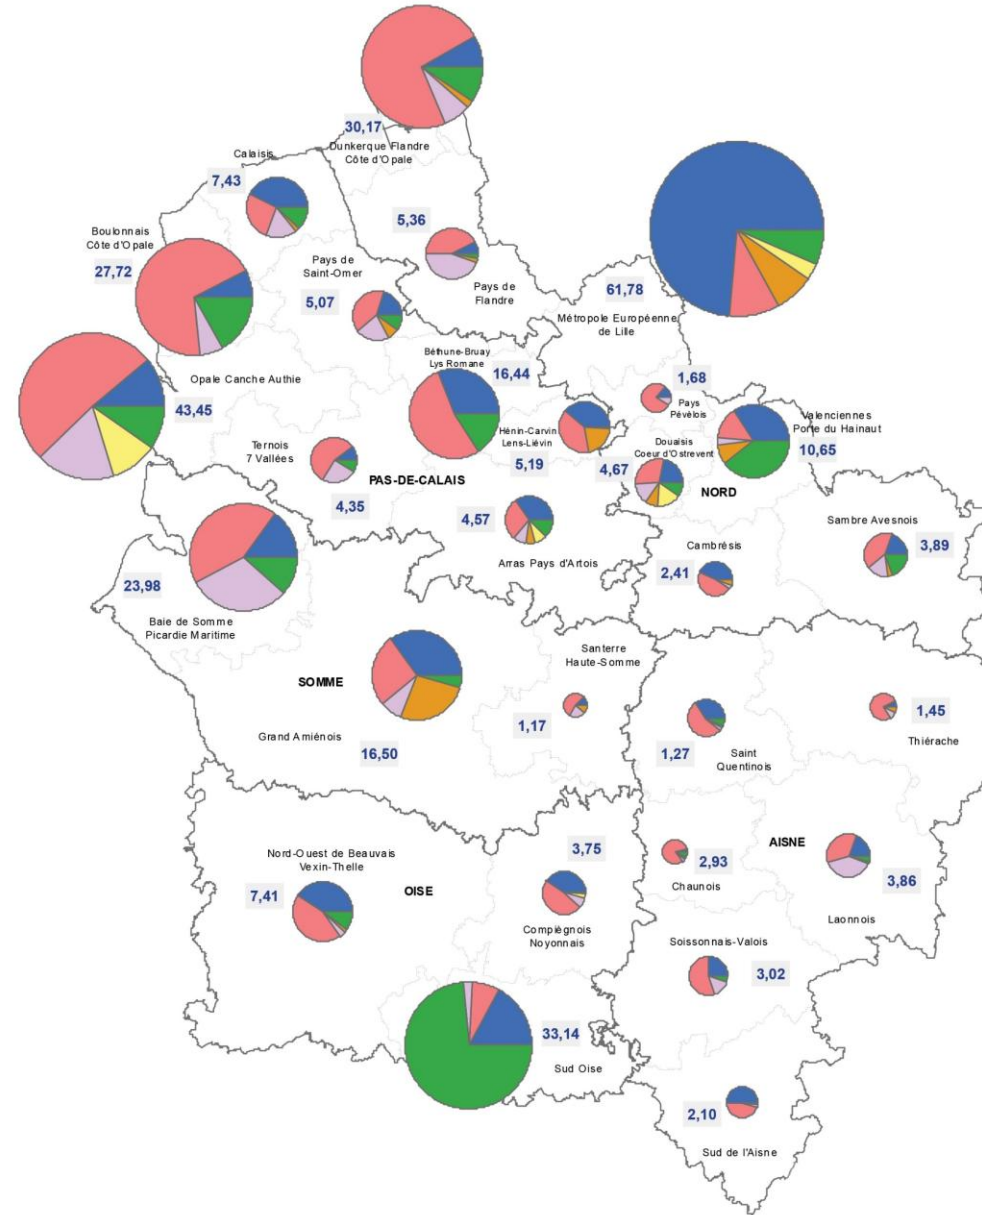 30,17
Dunkerque Flandre
Côte d'Opale
Calaisis
7,43
5,36
Pays de
Flandre
Boulonnais
Côte d'Opale
27,72
Pays de
Saint-Omer
5,07
61,78
Métropole Européenne
de Lille
Opale Canche Authie
43,45
Béthune-Bruay
Lys Romane
16,44
1,68
Pays
Pévélois
Valenciennes
Porte du Hainaut
10,65
Hénin-Carvin
Lens-Liévin
5,19
Douaisis
Coeur d'Ostrevent
4,67
NORD
Ternois
7 Vallées
4,35
PAS-DE-CALAIS
4,57
Arras Pays d'Artois
Cambrésis
2,41
Sambre Avesnois
3,89
23,98
Baie de Somme
Picardie Maritime
SOMME
Grand Amiénois
16,50
Santerre
Haute-Somme
1,17
1,27
Saint
Quentinois
1,45
Thiérache
Nord-Ouest de Beauvais
Vexin-Thelle
7,41
OISE
3,75
Compiégnois
Noyonnais
2,93
Chaunois
AISNE
3,86
Laonnois
Soissonnais-Valois
3,02
33,14
Sud Oise
2,10
Sud de l'Aisne